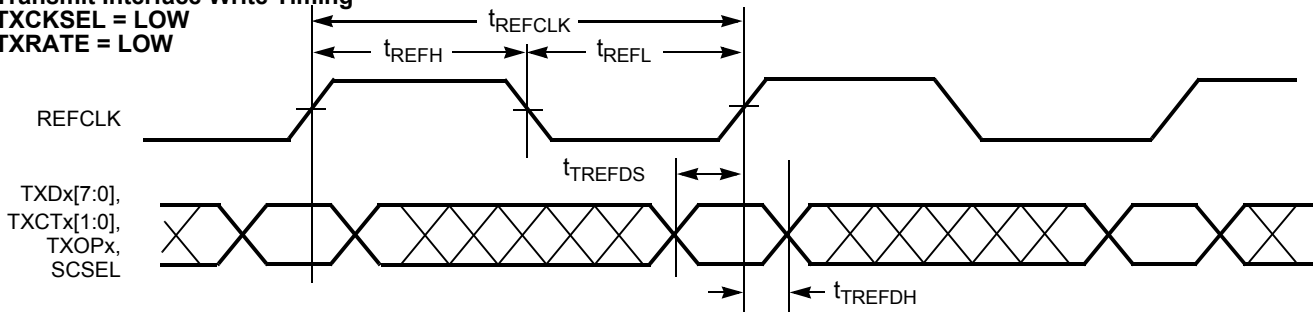 Transmit Interface Write Timing
TXCKSEL = LOW
TXRATE = LOW
tREFCLK
tREFH
tREFL
REFCLK
tTREFDS
TXDx[7:0],
TXCTx[1:0],
TXOPx,
SCSEL
tTREFDH